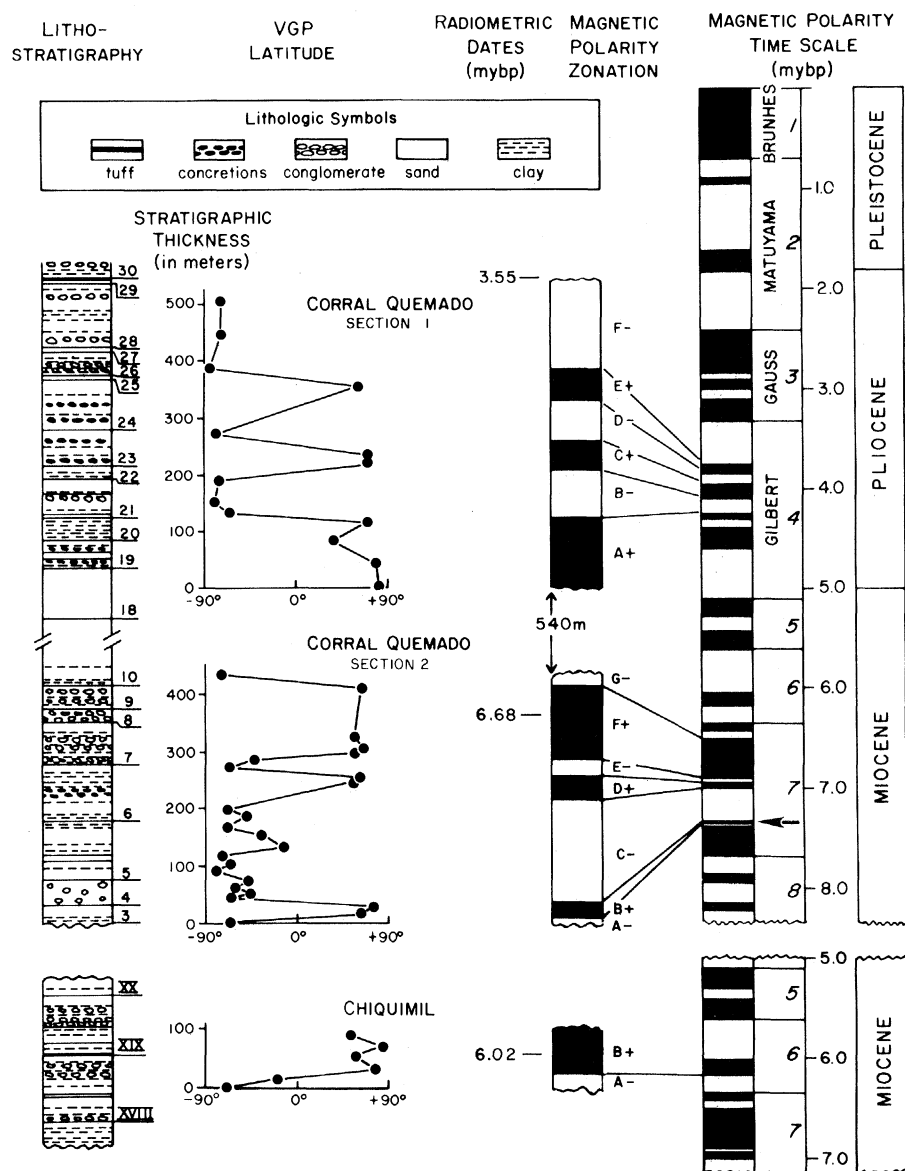 LITHO-
STRATIGRAPHY
VGP
LATITUDE
RADIOMETRIC
DATES
(mybp)
MAGNETIC
POLARITY
ZONATION
MAGNETIC POLARITY
TIME SCALE
(mybp)
Lithologic Symbols
tuff
concretions
conglomerate
sand
clay
STRATIGRAPHIC
THICKNESS
(in meters)
30
29
28
27
26
25
24
23
22
21
20
19
18
10
9
8
7
6
5
4
3
XX
XIX
XVIII
CORRAL QUEMADO
SECTION 1
500
400
300
200
100
0
-90°
0°
+90°
CORRAL QUEMADO
SECTION 2
400
300
200
100
0
-90°
0°
+90°
CHIQUIMIL
100
0
-90°
0°
+90°
3.55
6.68
6.02
F-
E+
D-
C+
B-
A+
540m
G-
F+
E-
D+
C-
B+
A-
B+
A-
BRUNHES
MATUYAMA
GAUSS
GILBERT
1
2
3
4
5
6
7
8
1.0
2.0
3.0
4.0
5.0
6.0
7.0
8.0
PLEISTOCENE
PLIOCENE
MIOCENE
5
6
7
5.0
6.0
7.0
MIOCENE